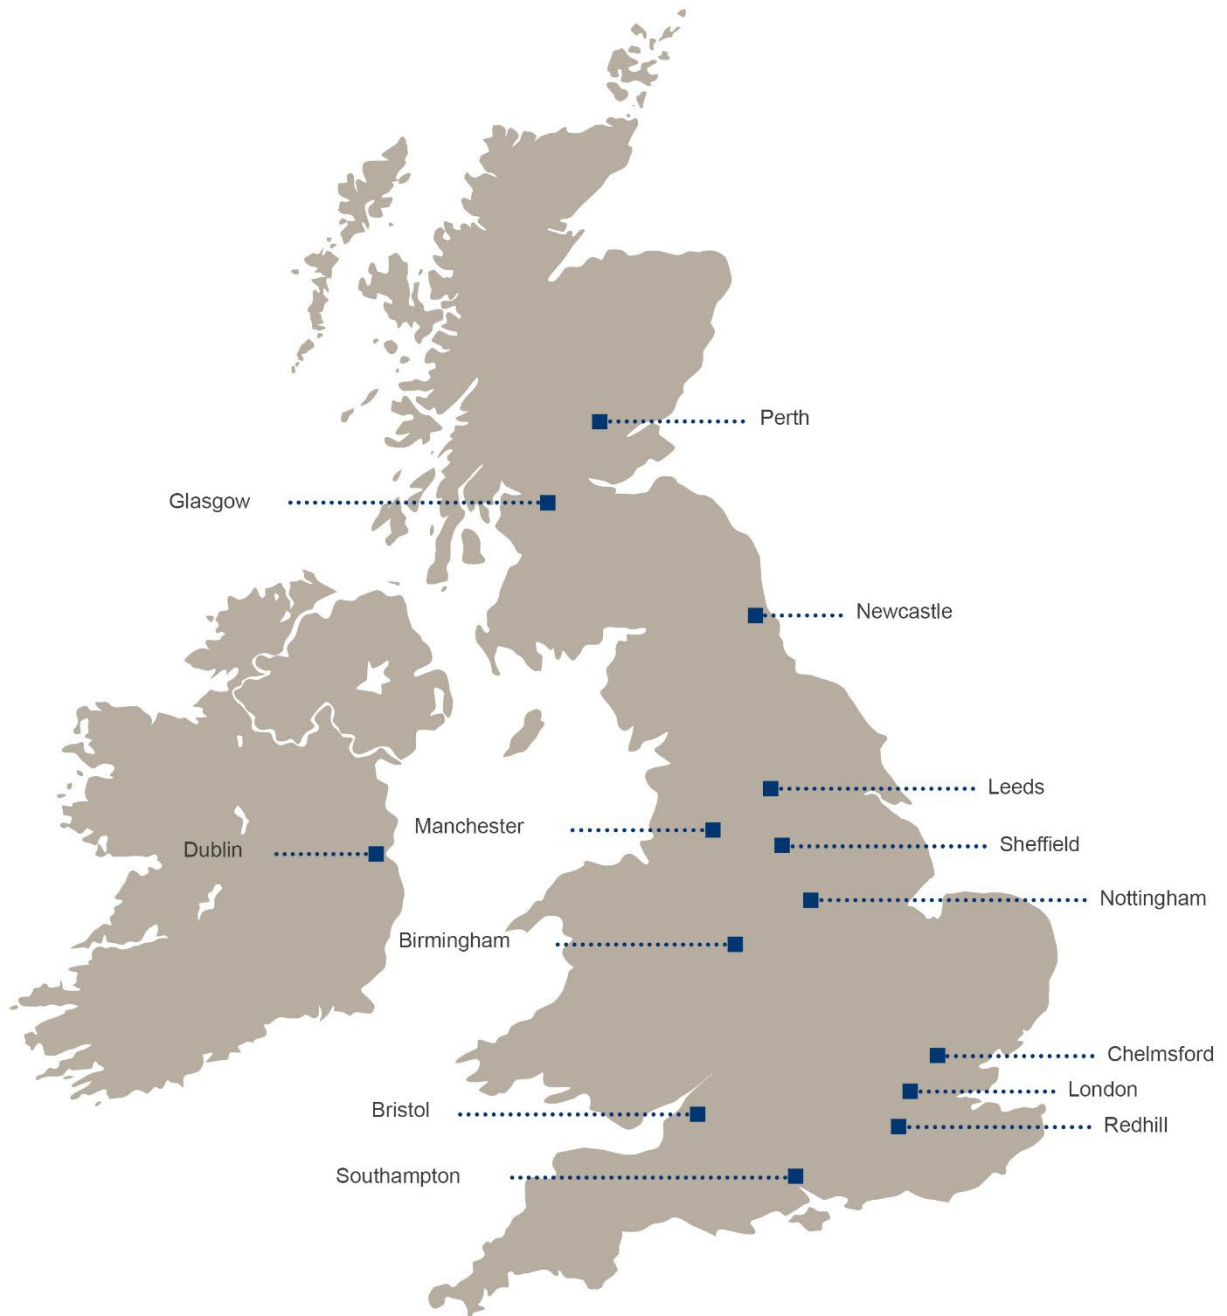 Perth
Glasgow
Newcastle
Leeds
Manchester
Sheffield
Dublin
Nottingham
Birmingham
Chelmsford
London
Bristol
Redhill
Southampton